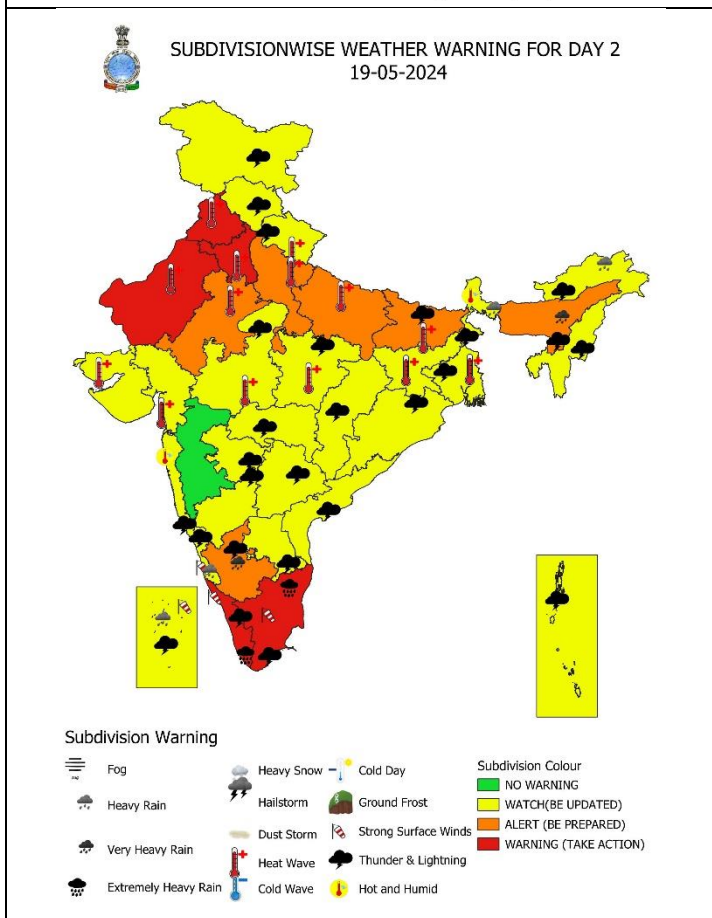 SUBDIVISIONWISE WEATHER WARNING FOR DAY 2
19-05-2024
Subdivision Warning
Fog
Heavy Rain
Very Heavy Rain
Extremely Heavy Rain
Heavy Snow
Hailstorm
Dust Storm
Heat Wave
Cold Wave
Cold Day
Ground Frost
Strong Surface Winds
Thunder & Lightning
Hot and Humid
Subdivision Colour
NO WARNING
WATCH(BE UPDATED)
ALERT (BE PREPARED)
WARNING (TAKE ACTION)